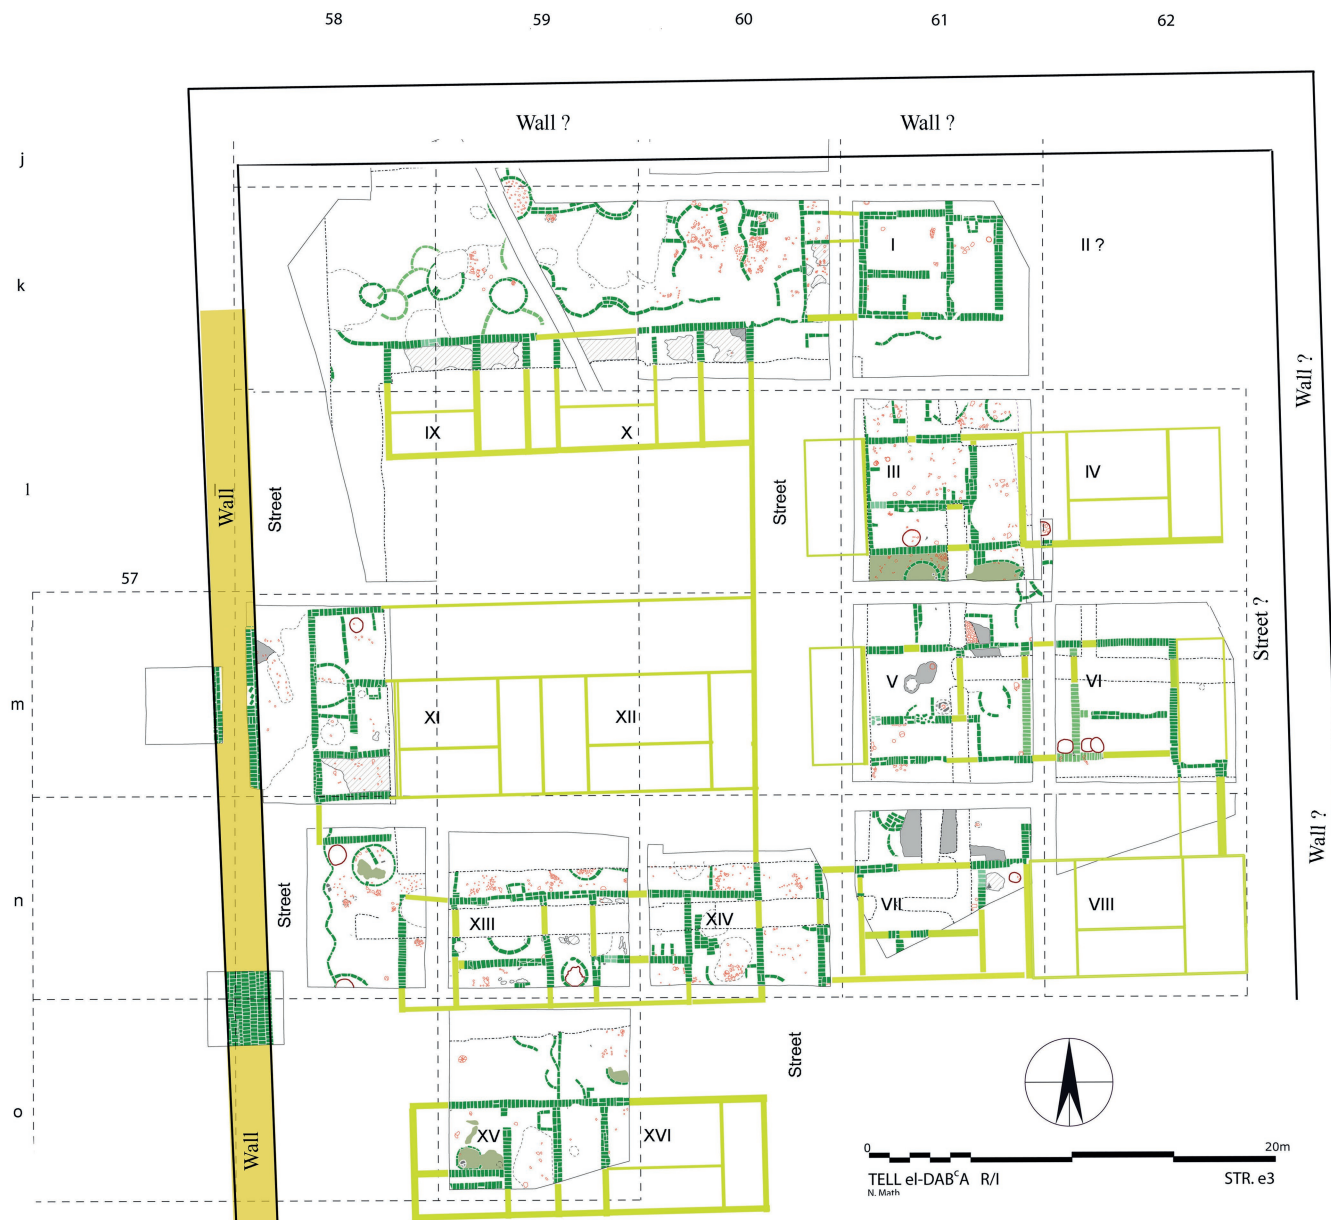 58 59 60 61 62
Wall ? Wall ?
j
I II ?
k
Wall ?
IX X
III IV
l
Wall
Street
Street
57
Street ?
V VI
m
XI XII
Wall ?
n
Street
XIII XIV VII VIII
Street
o
XV XVI
Wall
0 20m
TELL el-DABᶜA R/I STR. e3
N. Math